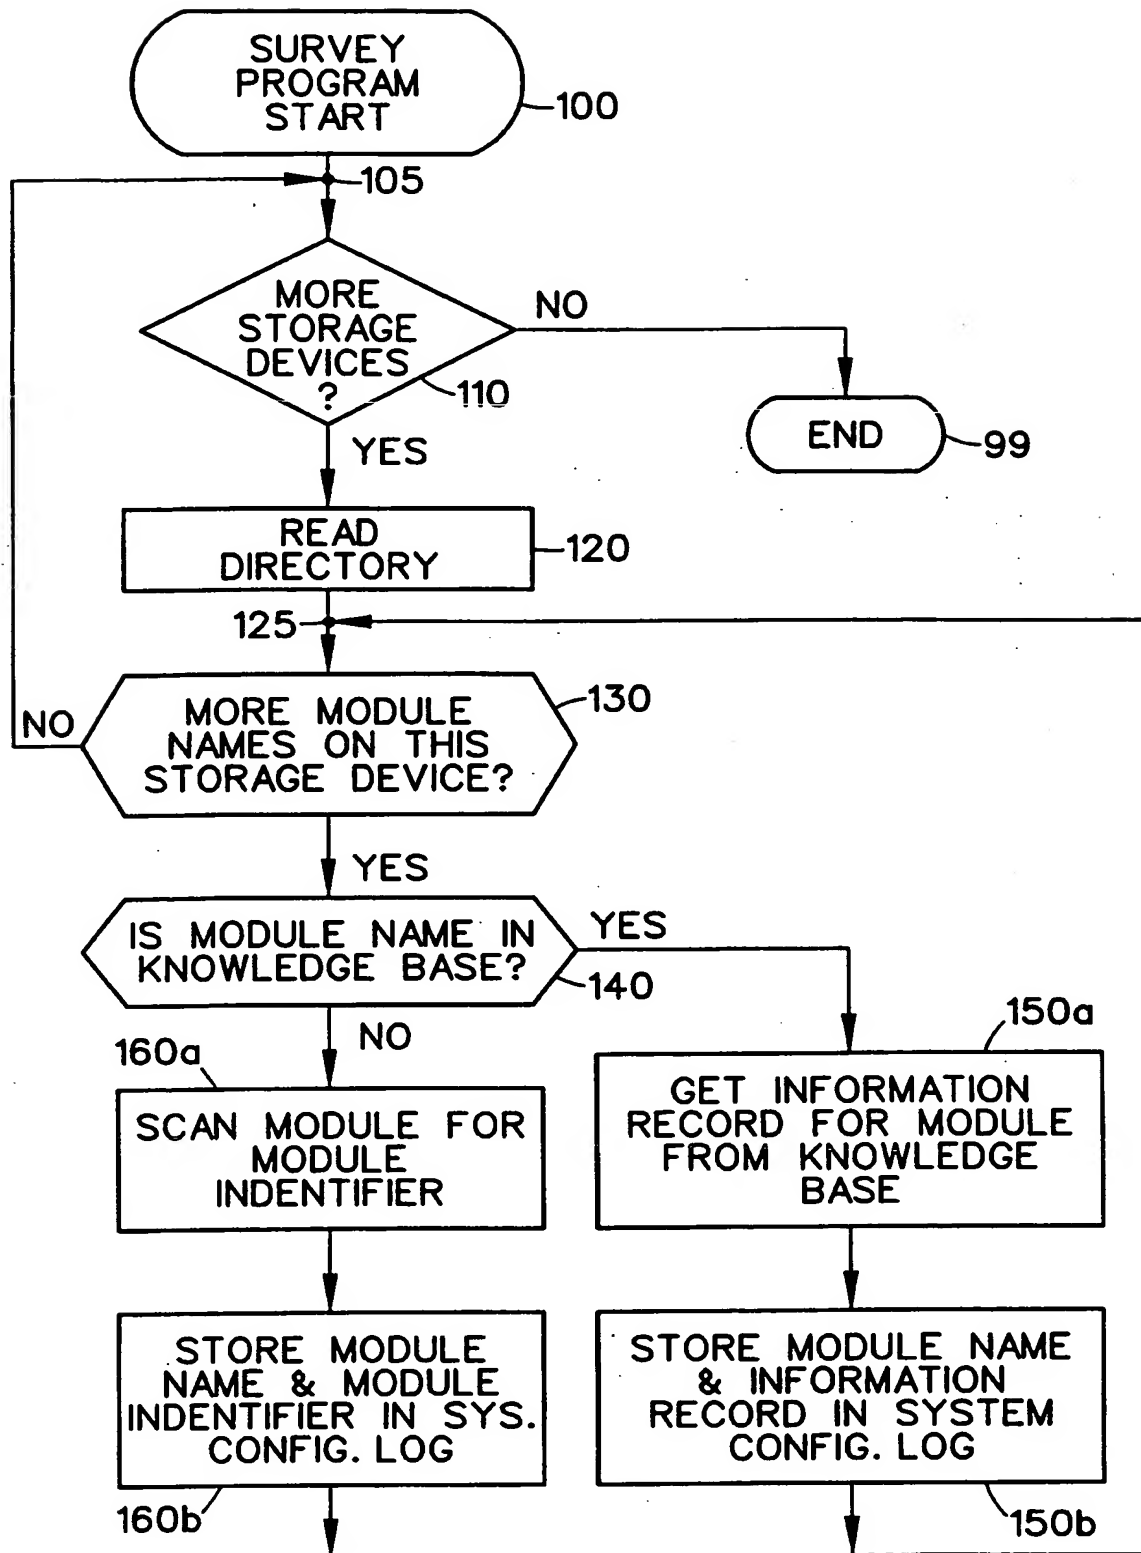 SURVEY
PROGRAM
START
100
105
MORE
STORAGE
DEVICES
?
110
NO
END
99
YES
READ
DIRECTORY
120
125
MORE MODULE
NAMES ON THIS
STORAGE DEVICE?
130
NO
YES
IS MODULE NAME IN
KNOWLEDGE BASE?
140
YES
NO
160a
SCAN MODULE FOR
MODULE
INDENTIFIER
150a
GET INFORMATION
RECORD FOR MODULE
FROM KNOWLEDGE
BASE
STORE MODULE
NAME & MODULE
INDENTIFIER IN SYS.
CONFIG. LOG
160b
STORE MODULE NAME
& INFORMATION
RECORD IN SYSTEM
CONFIG. LOG
150b